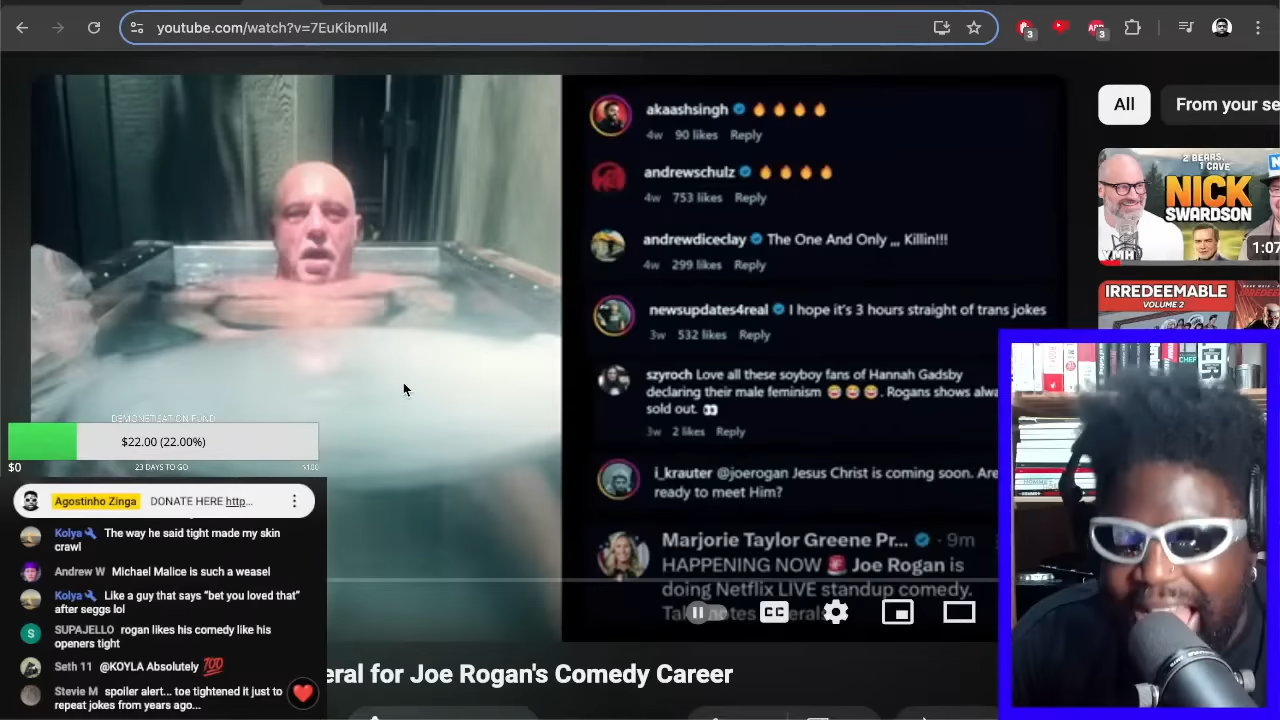 youtube.com/watch?v=7EuKibmlll4
3
3
All
From your se
akaashsingh 🔥 🔥 🔥 🔥
4w 90 likes Reply
andrewschulz 🔥 🔥 🔥 🔥
4w 753 likes Reply
andrewdiceclay The One And Only ,,, Killin!!!
4w 299 likes Reply
newsupdates4real I hope it's 3 hours straight of trans jokes
3w 532 likes Reply
szyroch Love all these soyboy fans of Hannah Gadsby
declaring their male feminism 😂 😂 😂. Rogans shows alwa
sold out. 👀
3w 2 likes Reply
i_krauter @joerogan Jesus Christ is coming soon. Are
ready to meet Him?
Marjorie Taylor Greene Pr... · 9m
HAPPENING NOW 🚨 Joe Rogan is
doing Netflix LIVE standup comedy.
CC
2 BEARS,
1 CAVE
NICK
SWARDSON
YMH
1:07
IRREDEEMABLE
VOLUME 2
DEMONETISATION FUND
$22.00 (22.00%)
$0
23 DAYS TO GO
$100
Agostinho Zinga DONATE HERE http...
Kolya The way he said tight made my skin
crawl
Andrew W Michael Malice is such a weasel
Kolya Like a guy that says “bet you loved that”
after seggs lol
S
SUPAJELLO rogan likes his comedy like his
openers tight
Seth 11 @KOYLA Absolutely 💯
Stevie M spoiler alert... toe tightened it just to
repeat jokes from years ago...
eral for Joe Rogan's Comedy Career